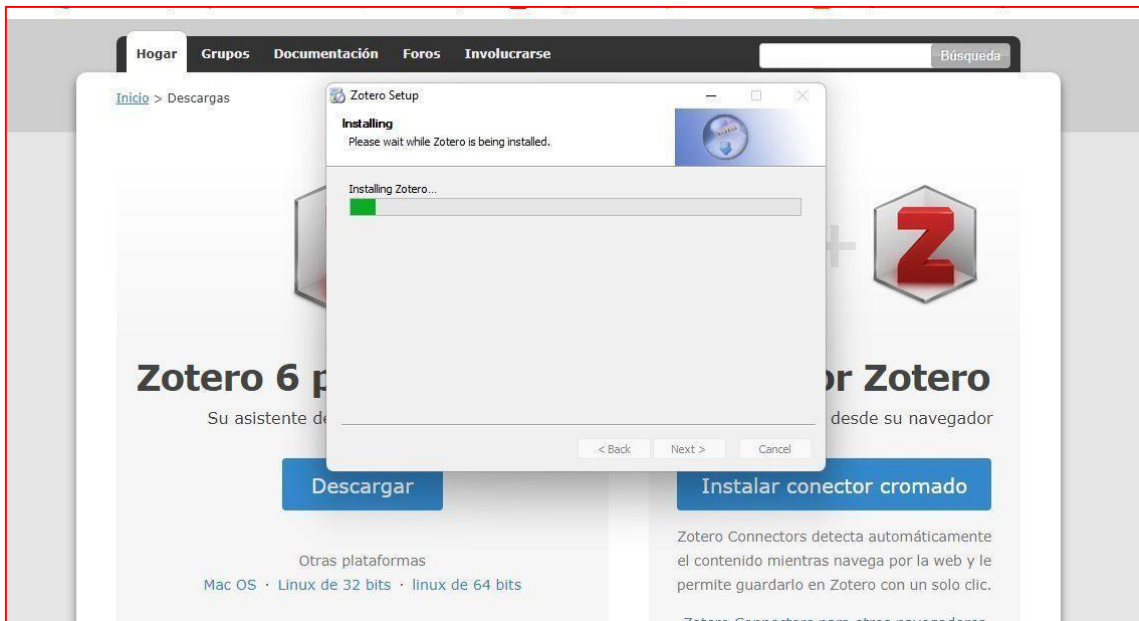 Hogar Grupos Documentación Foros Involucrarse Búsqueda
Inicio > Descargas
Zotero Setup
Installing
Please wait while Zotero is being installed.
Installing Zotero...
< Back Next > Cancel
Z
Zotero 6 p
Su asistente de
Descargar
Otras plataformas
Mac OS · Linux de 32 bits · linux de 64 bits
or Zotero
desde su navegador
Instalar conector cromado
Zotero Connectors detecta automáticamente
el contenido mientras navega por la web y le
permite guardarlo en Zotero con un solo clic.